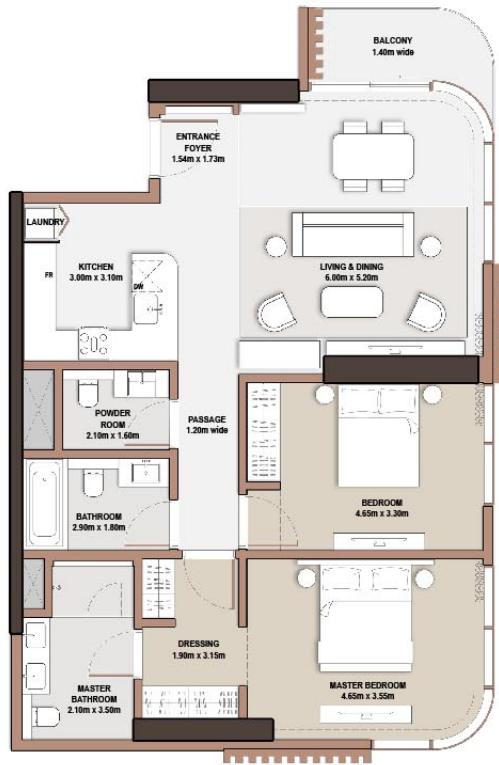 BALCONY
1.40m wide
ENTRANCE
FOYER
1.54m x 1.73m
LAUNDRY
KITCHEN
3.00m x 3.10m
FR
DW
LIVING & DINING
6.00m x 5.20m
POWDER
ROOM
2.10m x 1.60m
PASSAGE
1.20m wide
BATHROOM
2.90m x 1.80m
BEDROOM
4.65m x 3.30m
DRESSING
1.90m x 3.15m
MASTER
BATHROOM
2.10m x 3.50m
MASTER BEDROOM
4.65m x 3.55m